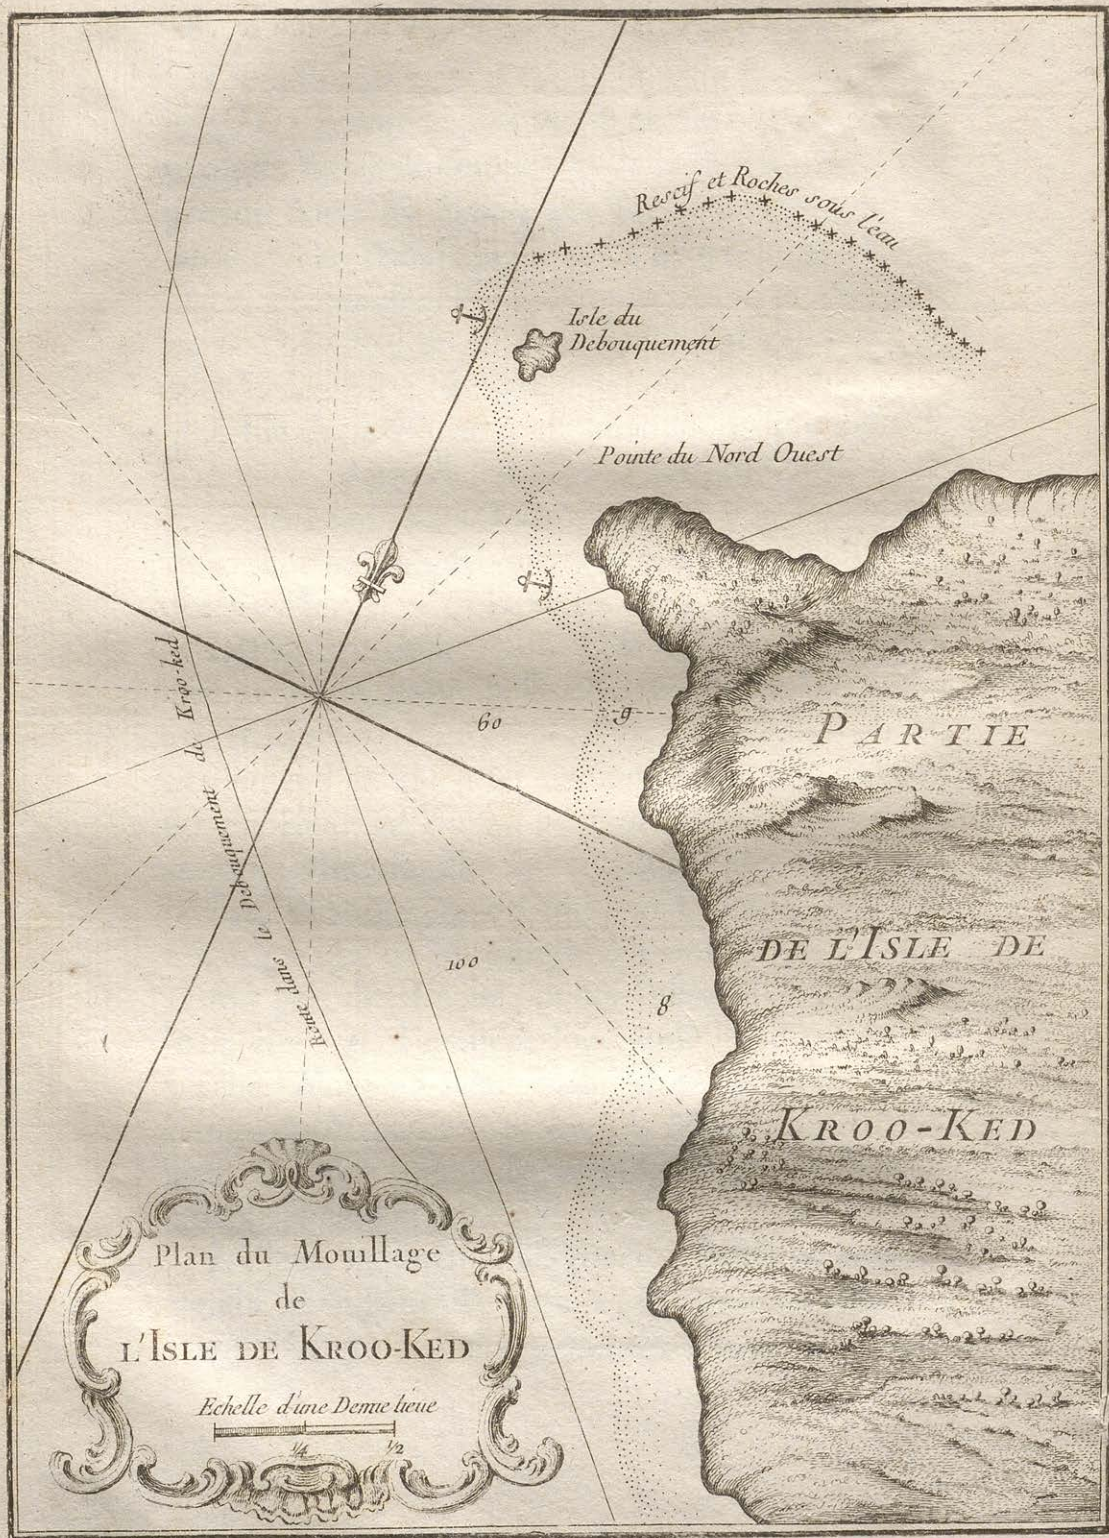 Rescif et Roches sous l'eau
Isle du
Debouquement
Pointe du Nord Ouest
60
9
PARTIE
DE L'ISLE DE
KROO-KED
100
8
Route dans le Debouquement de Kroo-ked
Plan du Mouillage
de
L'ISLE DE KROO-KED
Echelle d'une Demie lieue
1/4 1/2